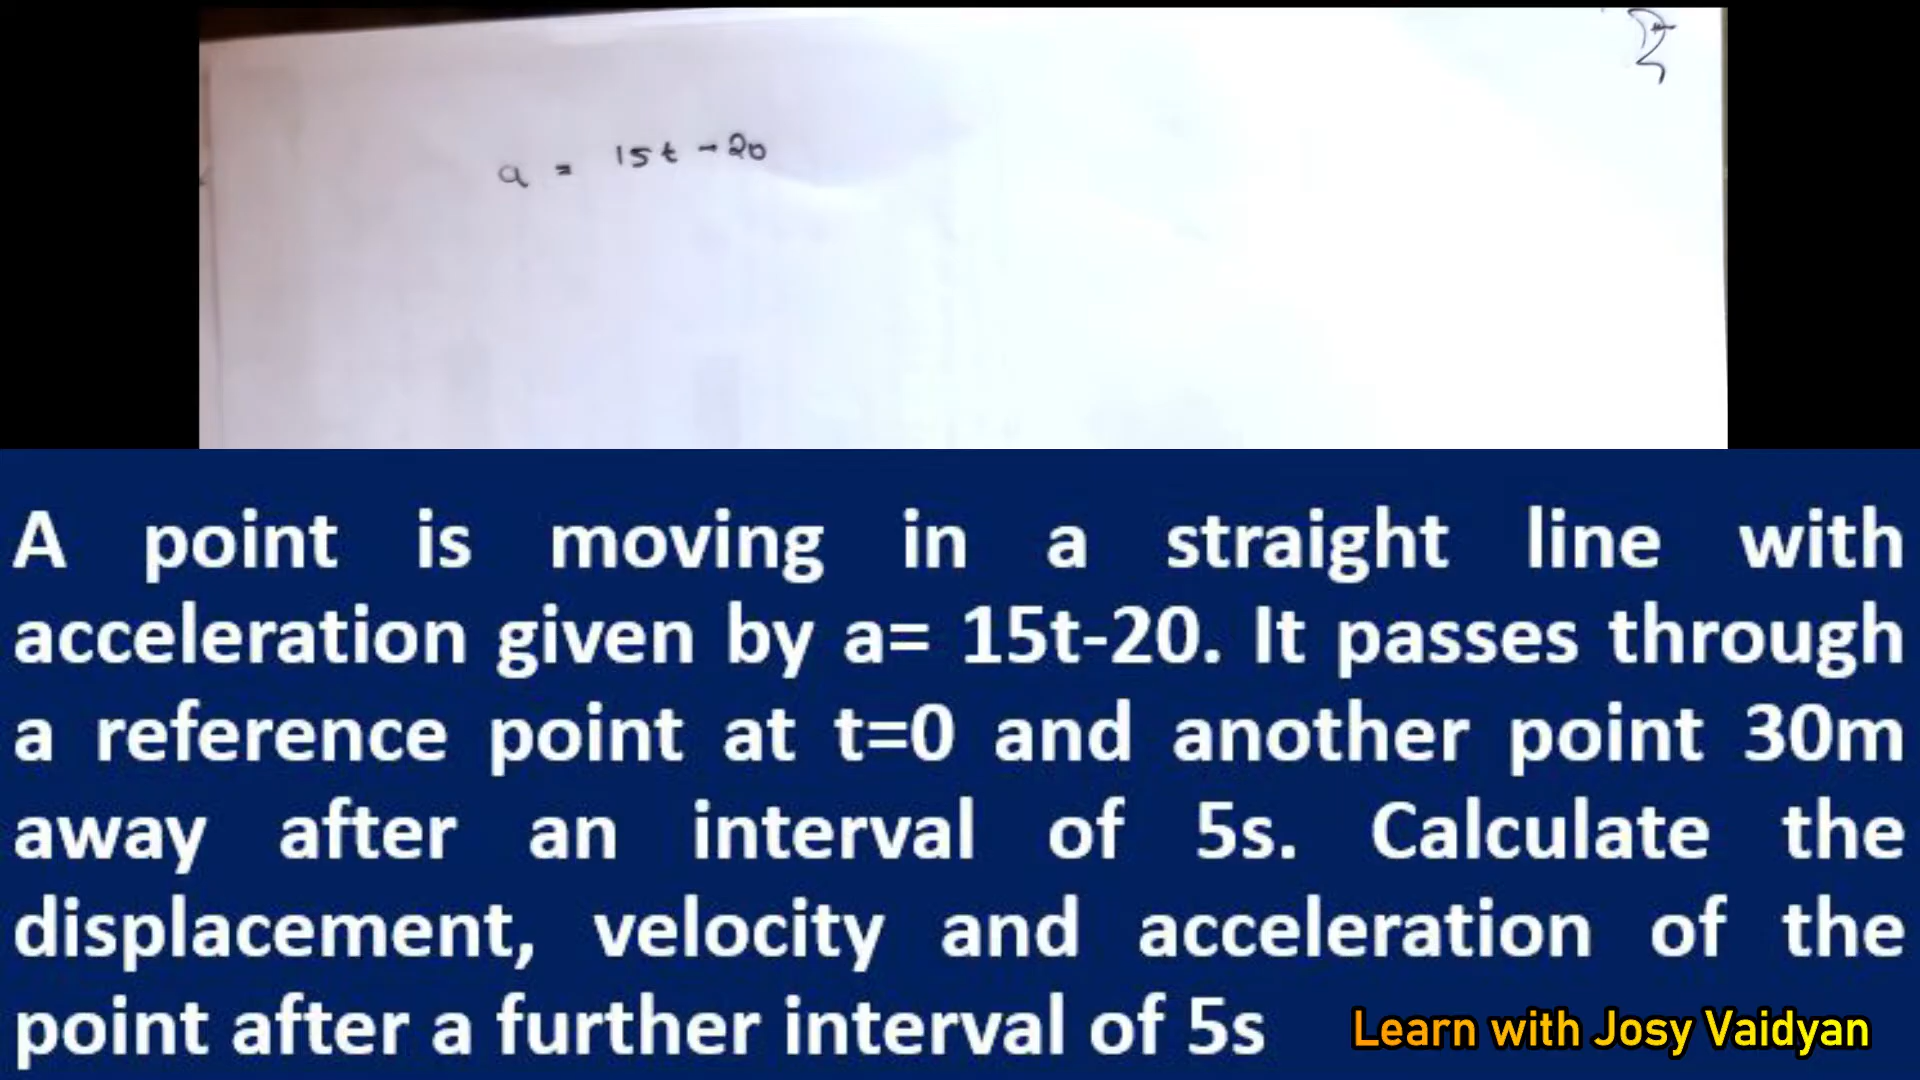 a = 15t - 20
A point is moving in a straight line with
acceleration given by a= 15t-20. It passes through
a reference point at t=0 and another point 30m
away after an interval of 5s. Calculate the
displacement, velocity and acceleration of the
point after a further interval of 5s
Learn with Josy Vaidyan